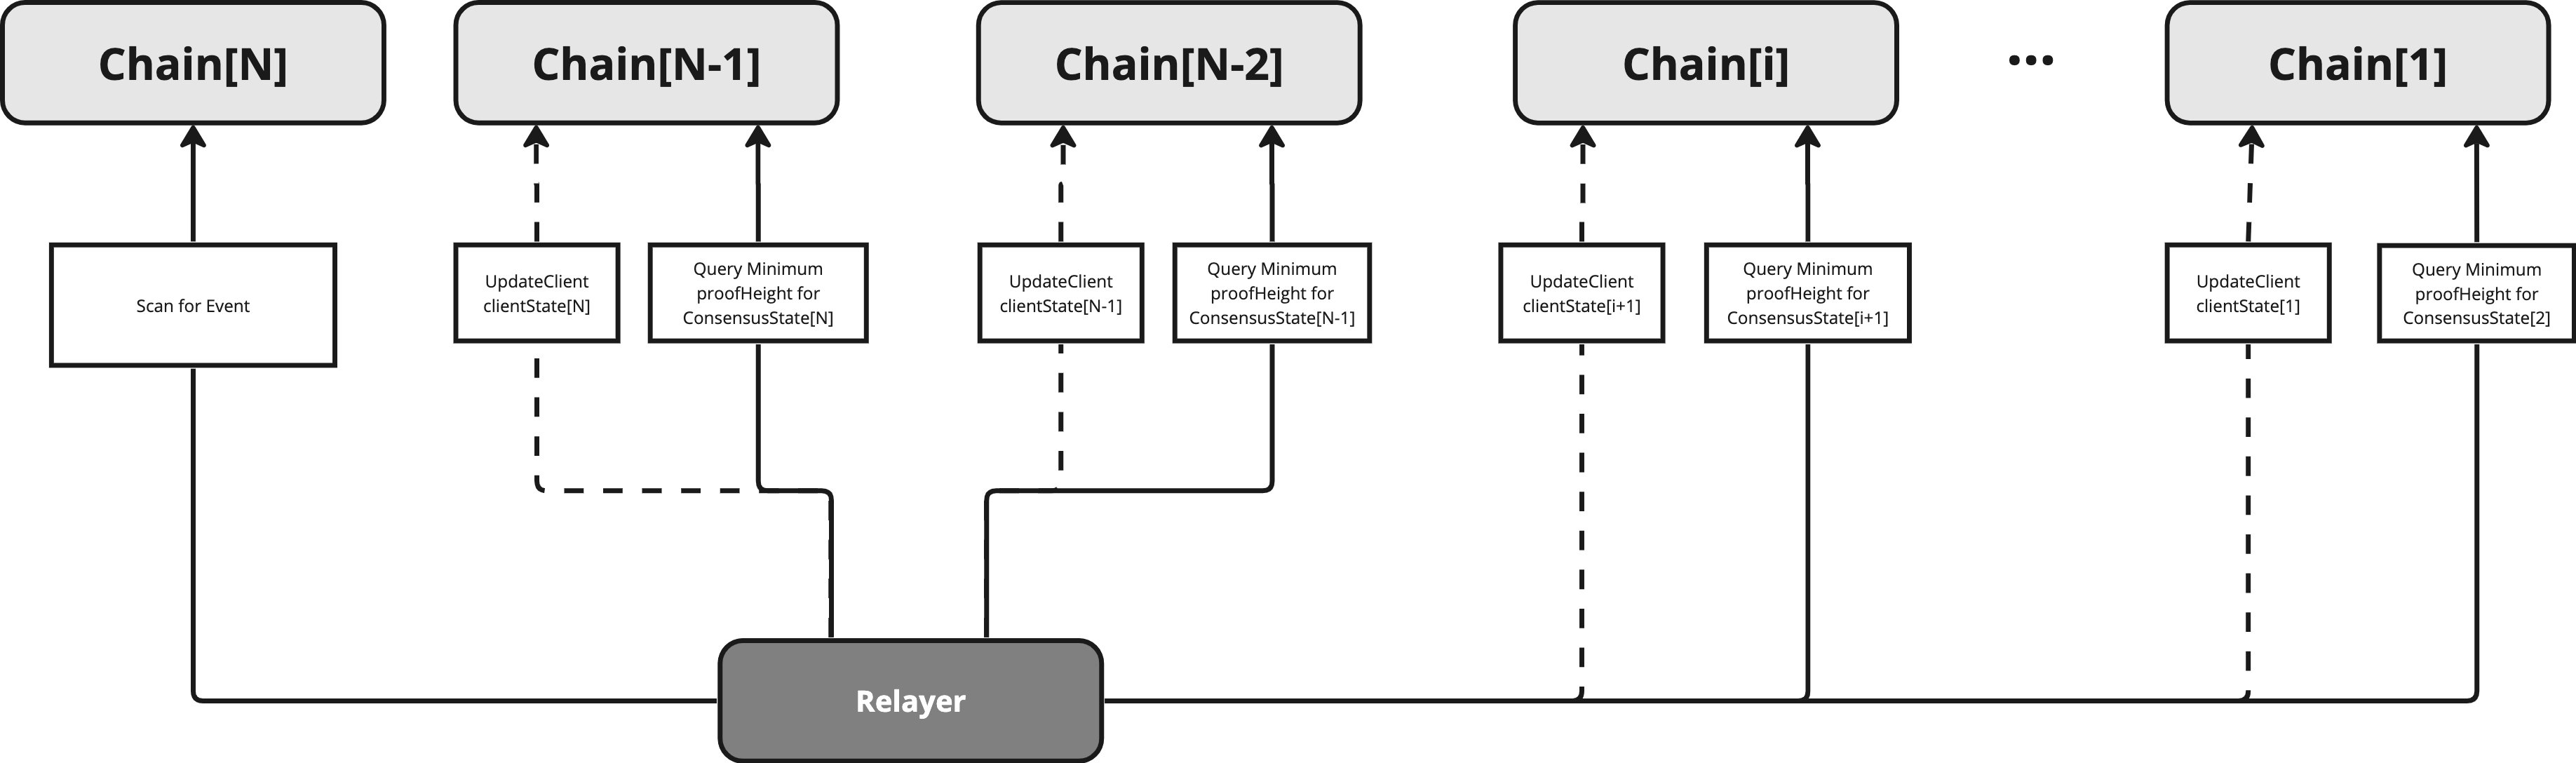 Chain[N]
Chain[N-1]
Chain[N-2]
Chain[i]
...
Chain[1]
Scan for Event
UpdateClient
clientState[N]
Query Minimum
proofHeight for
ConsensusState[N]
UpdateClient
clientState[N-1]
Query Minimum
proofHeight for
ConsensusState[N-1]
UpdateClient
clientState[i+1]
Query Minimum
proofHeight for
ConsensusState[i+1]
UpdateClient
clientState[1]
Query Minimum
proofHeight for
ConsensusState[2]
Relayer